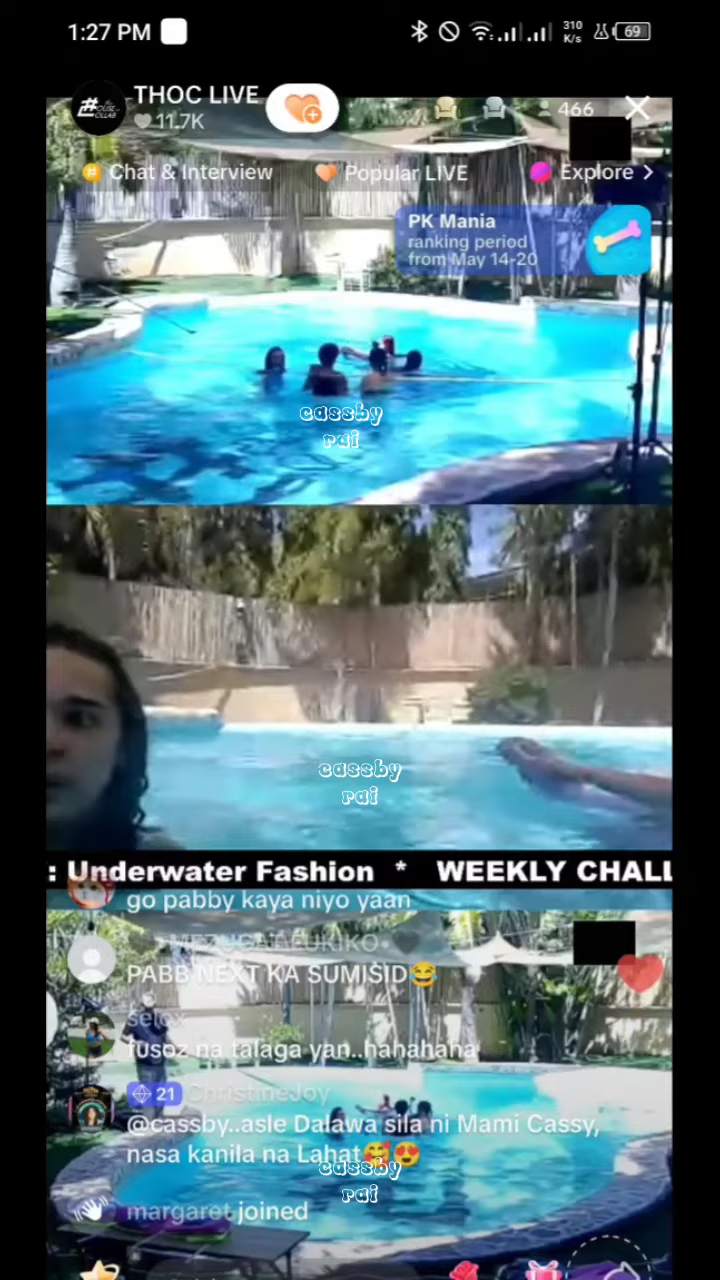 1:27 PM
310
K/s
69
THOC LIVE
11.7K
466
Chat & Interview
Popular LIVE
Explore
PK Mania
ranking period
from May 14-20
cassby
rai
cassby
rai
: Underwater Fashion * WEEKLY CHALL
go pabby kaya niyo yaan
PABB NEXT KA SUMISID😂
fusoz na talaga yan..hahahaha
21 ChristineJoy
@cassby..asle Dalawa sila ni Mami Cassy,
nasa kanila na Lahat🥰😍
cassby
rai
margaret joined